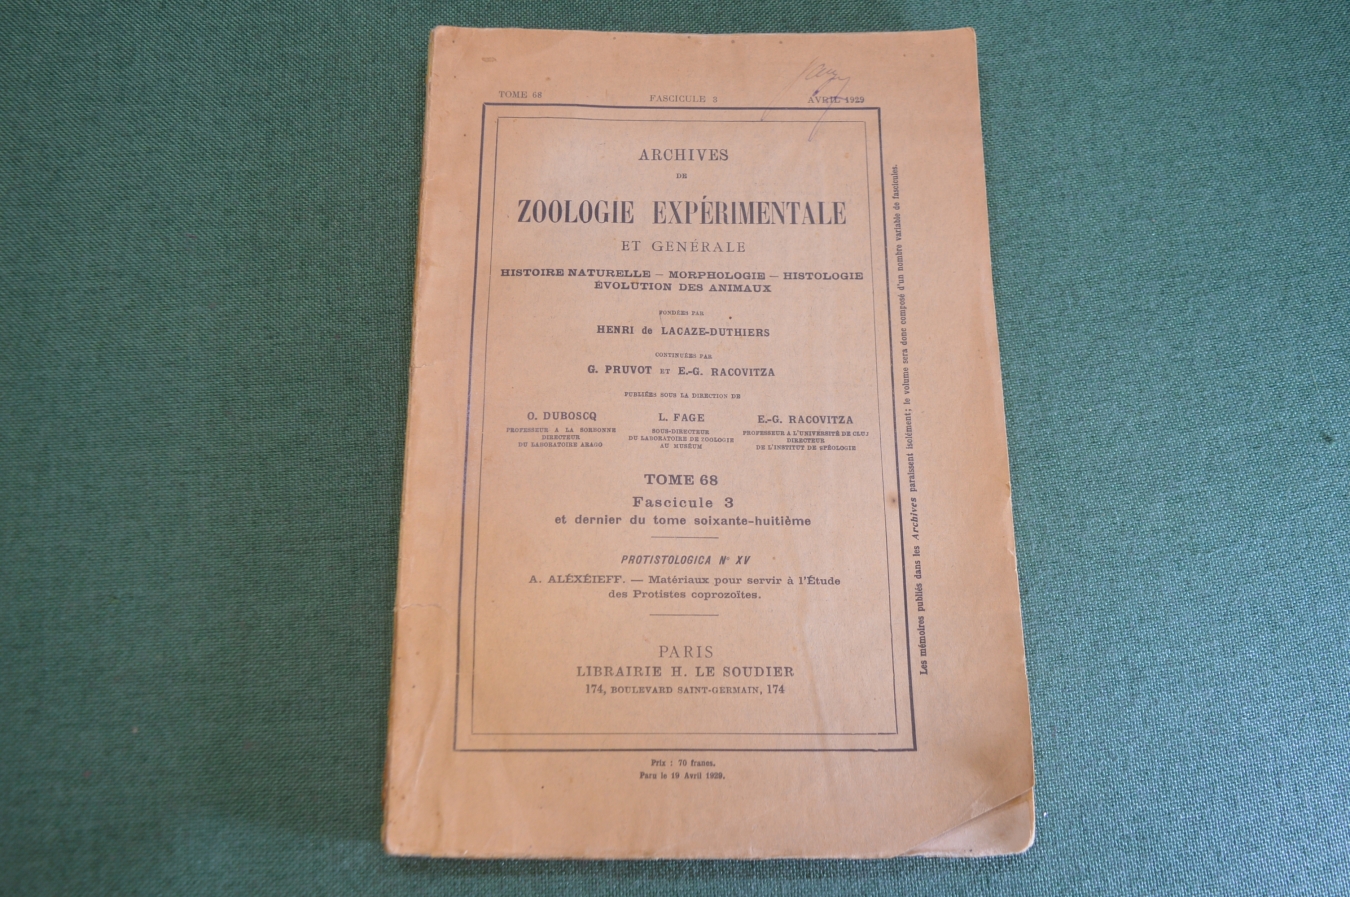 TOME 68 FASCICULE 3 AVRIL 1929
ARCHIVES
DE
ZOOLOGIE EXPÉRIMENTALE
ET GENÉRALE
HISTOIRE NATURELLE — MORPHOLOGIE — HISTOLOGIE
ÉVOLUTION DES ANIMAUX
FONDÉES PAR
HENRI de LACAZE-DUTHIERS
CONTINUÉES PAR
G. PRUVOT ET E.-G. RACOVITZA
PUBLIÉES SOUS LA DIRECTION DE
O. DUBOSCQ
PROFESSEUR A LA SORBONNE
DIRECTEUR
DU LABORATOIRE ARAGO
L. FAGE
SOUS-DIRECTEUR
DU LABORATOIRE DE ZOOLOGIE
AU MUSÉUM
E.-G. RACOVITZA
PROFESSEUR A L'UNIVERSITÉ DE CLUJ
DIRECTEUR
DE L'INSTITUT DE SPÉOLOGIE
TOME 68
Fascicule 3
et dernier du tome soixante-huitième
PROTISTOLOGICA N° XV
A. ALÉXÉIEFF. — Matériaux pour servir à l'Étude
des Protistes coprozoïtes.
PARIS
LIBRAIRIE H. LE SOUDIER
174, BOULEVARD SAINT-GERMAIN, 174
Prix : 70 francs.
Paru le 19 Avril 1929.
Les mémoires publiés dans les Archives paraissent isolément; le volume sera donc composé d'un nombre variable de fascicules.